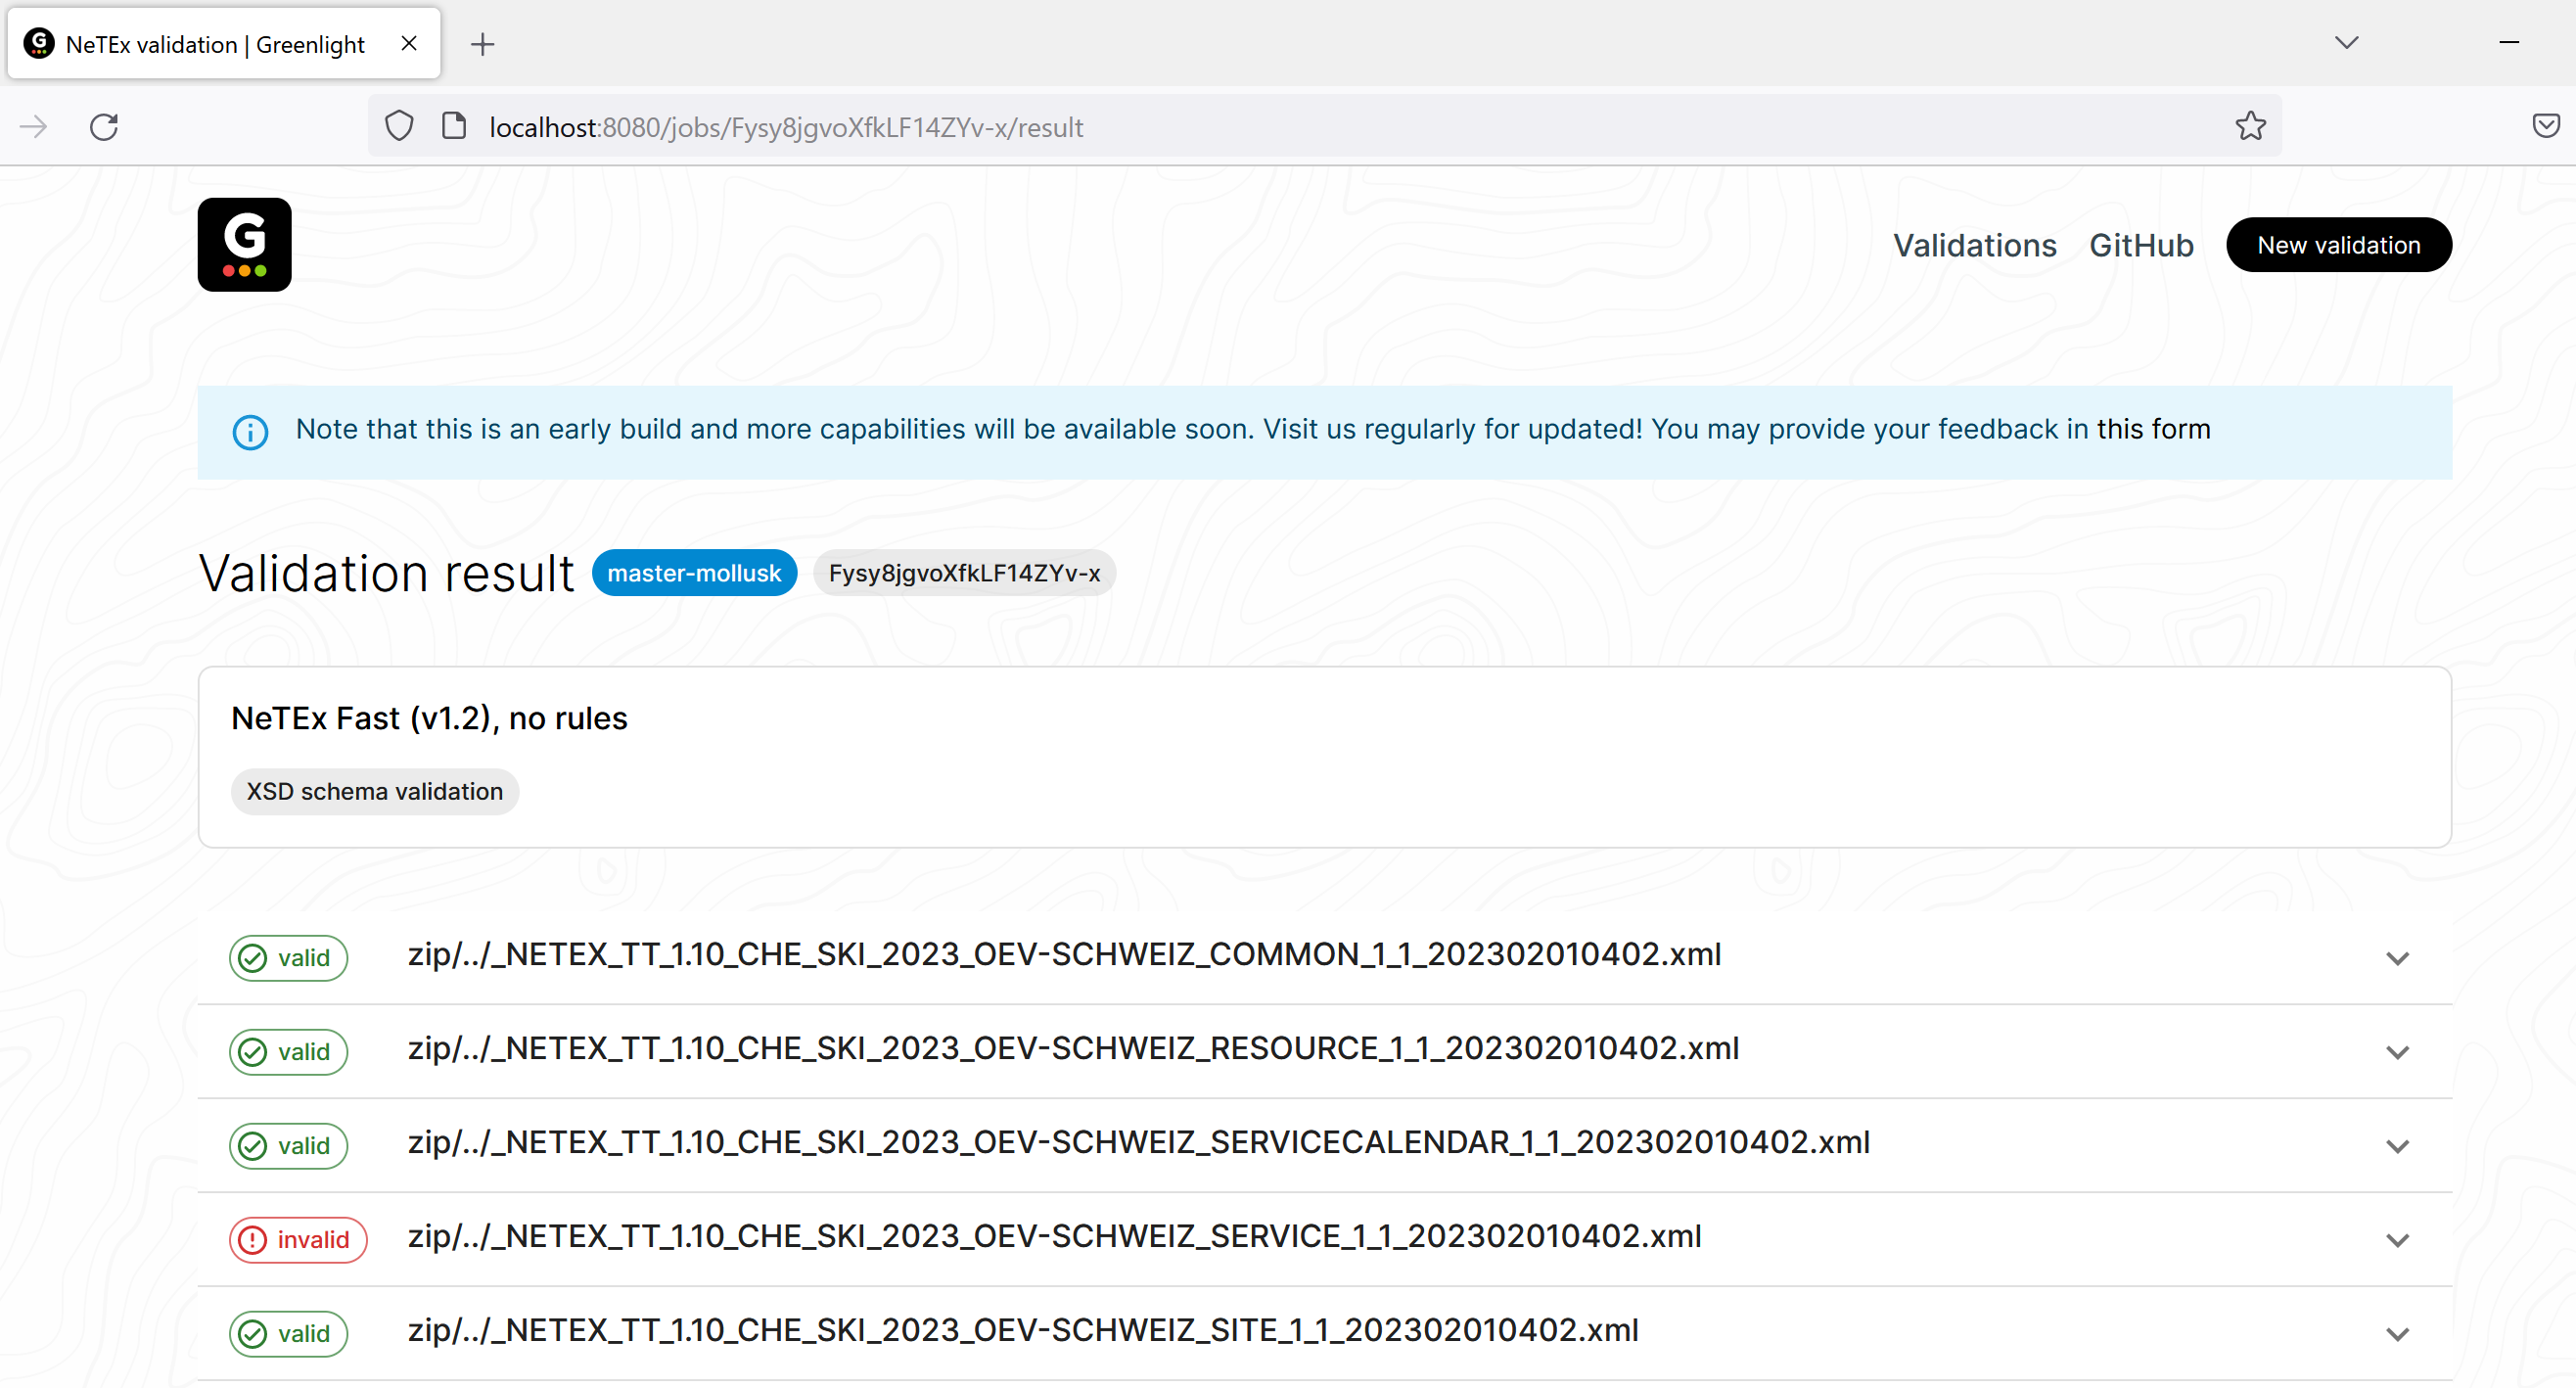 NeTEx validation | Greenlight
localhost:8080/jobs/Fysy8jgvoXfkLF14ZYv-x/result
G
Validations GitHub New validation
Note that this is an early build and more capabilities will be available soon. Visit us regularly for updated! You may provide your feedback in this form
Validation result master-mollusk Fysy8jgvoXfkLF14ZYv-x
NeTEx Fast (v1.2), no rules
XSD schema validation
valid zip/../_NETEX_TT_1.10_CHE_SKI_2023_OEV-SCHWEIZ_COMMON_1_1_202302010402.xml
valid zip/../_NETEX_TT_1.10_CHE_SKI_2023_OEV-SCHWEIZ_RESOURCE_1_1_202302010402.xml
valid zip/../_NETEX_TT_1.10_CHE_SKI_2023_OEV-SCHWEIZ_SERVICECALENDAR_1_1_202302010402.xml
invalid zip/../_NETEX_TT_1.10_CHE_SKI_2023_OEV-SCHWEIZ_SERVICE_1_1_202302010402.xml
valid zip/../_NETEX_TT_1.10_CHE_SKI_2023_OEV-SCHWEIZ_SITE_1_1_202302010402.xml